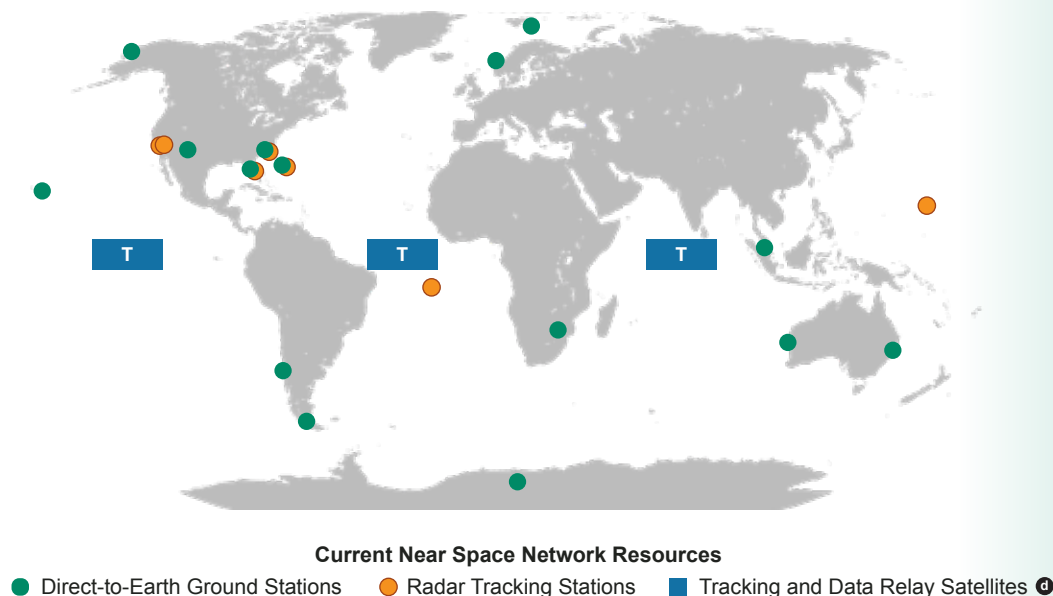 T T T
Current Near Space Network Resources
Direct-to-Earth Ground Stations Radar Tracking Stations Tracking and Data Relay Satellites d